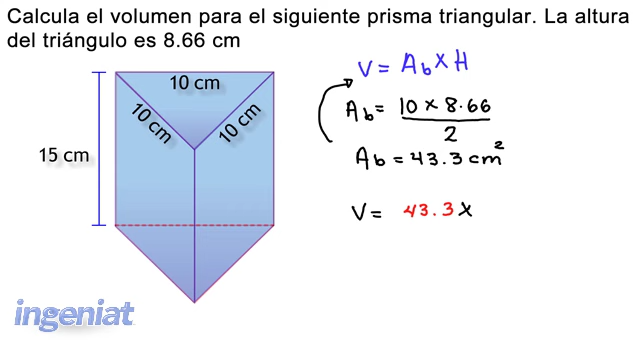 Calcula el volumen para el siguiente prisma triangular. La altura
del triángulo es 8.66 cm
V = Ab x H
10 cm
10 cm
10 cm
15 cm
Ab = 10 x 8.66
2
Ab = 43.3 cm²
V = 43.3 x
ingeniat